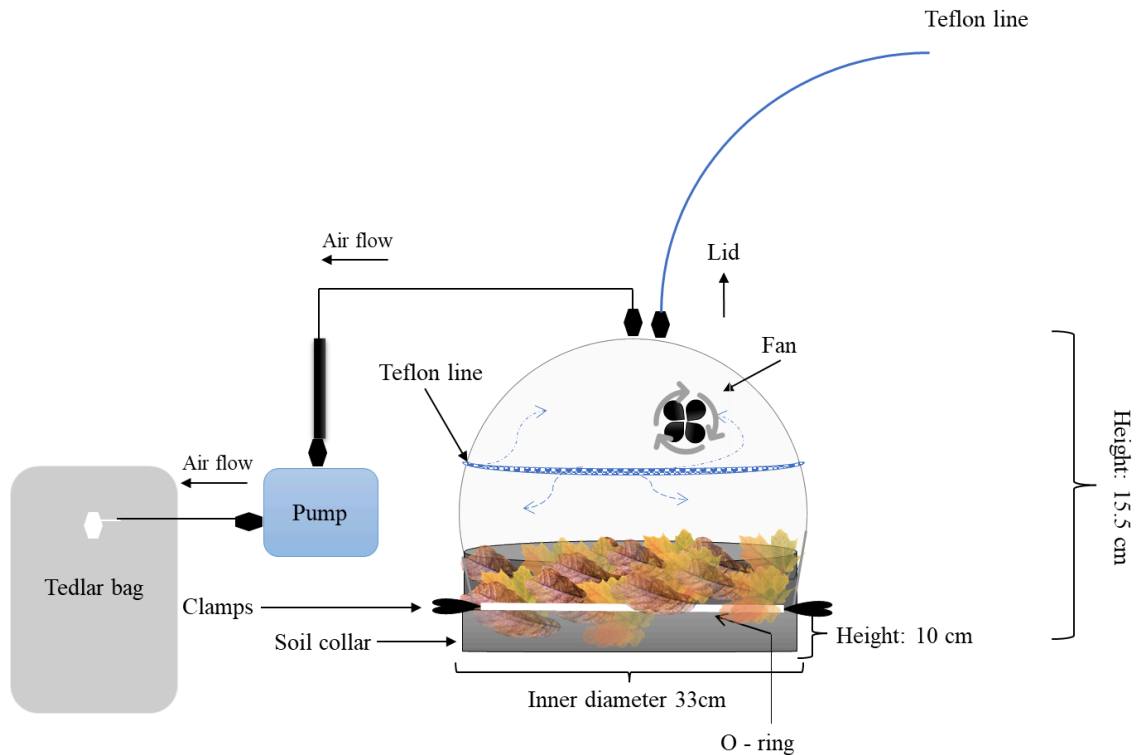 Teflon line
Air flow
Lid
Fan
Teflon line
Air flow
Pump
Tedlar bag
Clamps
Soil collar
Height: 10 cm
Height: 15.5 cm
Inner diameter 33cm
O - ring